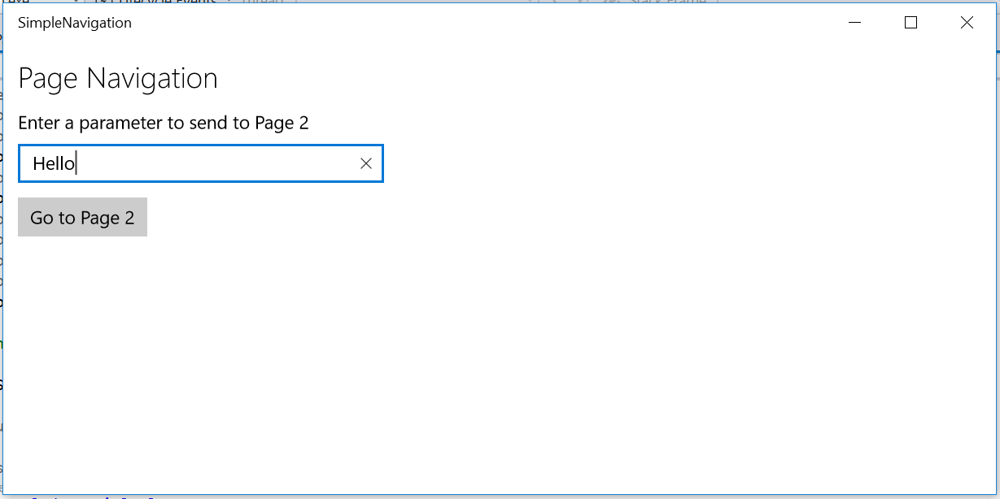 SimpleNavigation
Page Navigation
Enter a parameter to send to Page 2
Hello
Go to Page 2